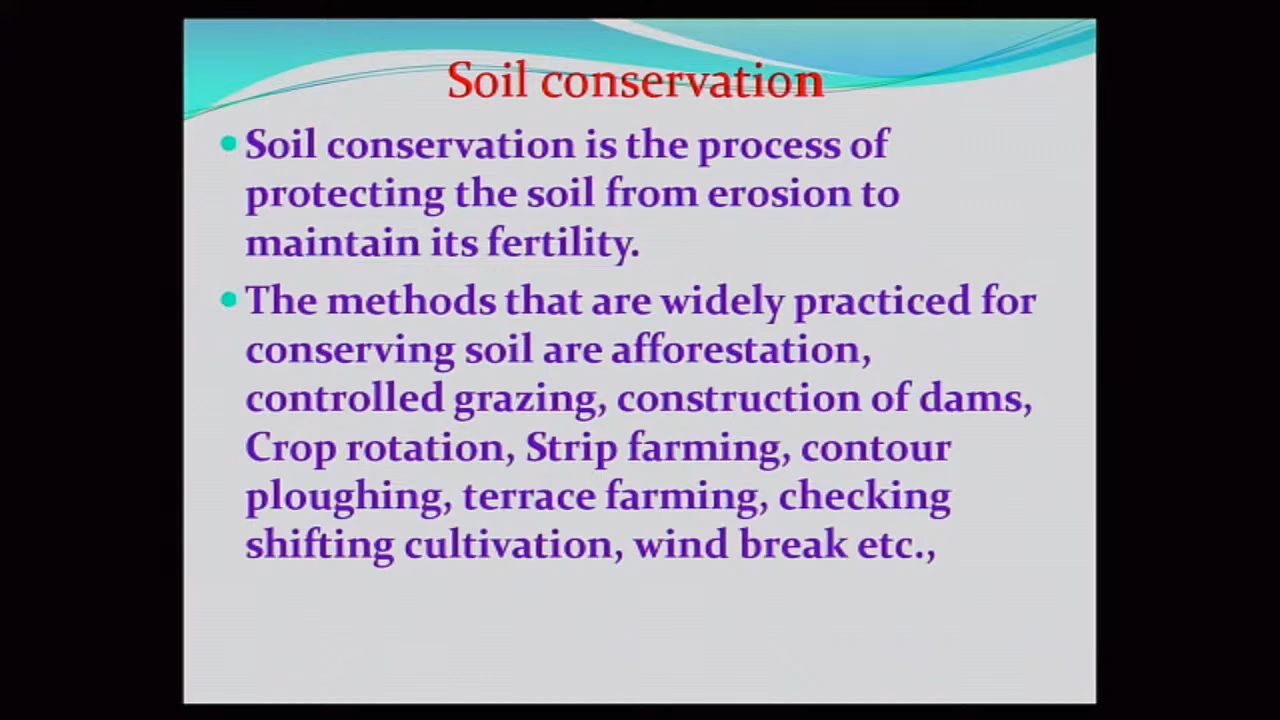 Soil conservation
Soil conservation is the process of
protecting the soil from erosion to
maintain its fertility.
The methods that are widely practiced for
conserving soil are afforestation,
controlled grazing, construction of dams,
Crop rotation, Strip farming, contour
ploughing, terrace farming, checking
shifting cultivation, wind break etc.,